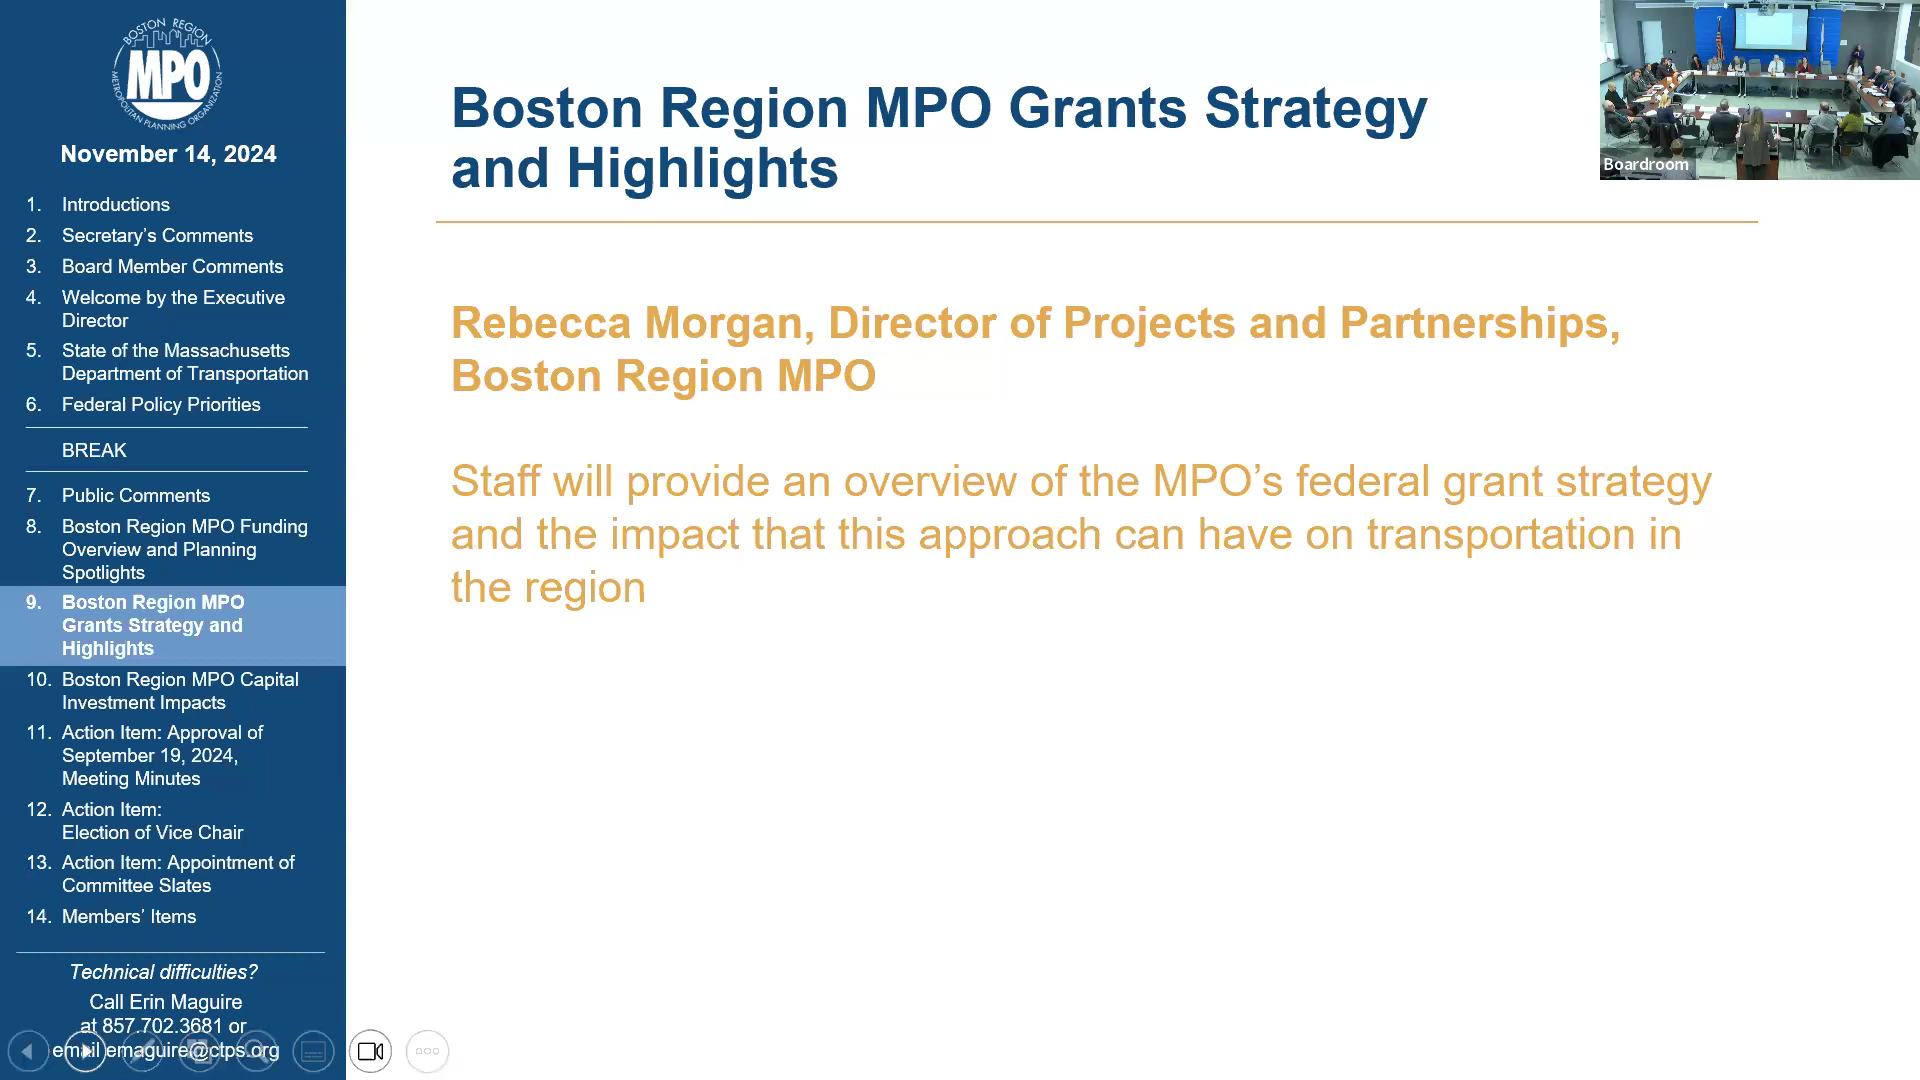 BOSTON REGION
MPO
METROPOLITAN PLANNING ORGANIZATION
November 14, 2024
1. Introductions
2. Secretary’s Comments
3. Board Member Comments
4. Welcome by the Executive
Director
5. State of the Massachusetts
Department of Transportation
6. Federal Policy Priorities
BREAK
7. Public Comments
8. Boston Region MPO Funding
Overview and Planning
Spotlights
9. Boston Region MPO
Grants Strategy and
Highlights
10. Boston Region MPO Capital
Investment Impacts
11. Action Item: Approval of
September 19, 2024,
Meeting Minutes
12. Action Item:
Election of Vice Chair
13. Action Item: Appointment of
Committee Slates
14. Members’ Items
Technical difficulties?
Call Erin Maguire
at 857.702.3681 or
email emaguire@ctps.org
Boston Region MPO Grants Strategy
and Highlights
Rebecca Morgan, Director of Projects and Partnerships,
Boston Region MPO
Staff will provide an overview of the MPO’s federal grant strategy
and the impact that this approach can have on transportation in
the region
Boardroom